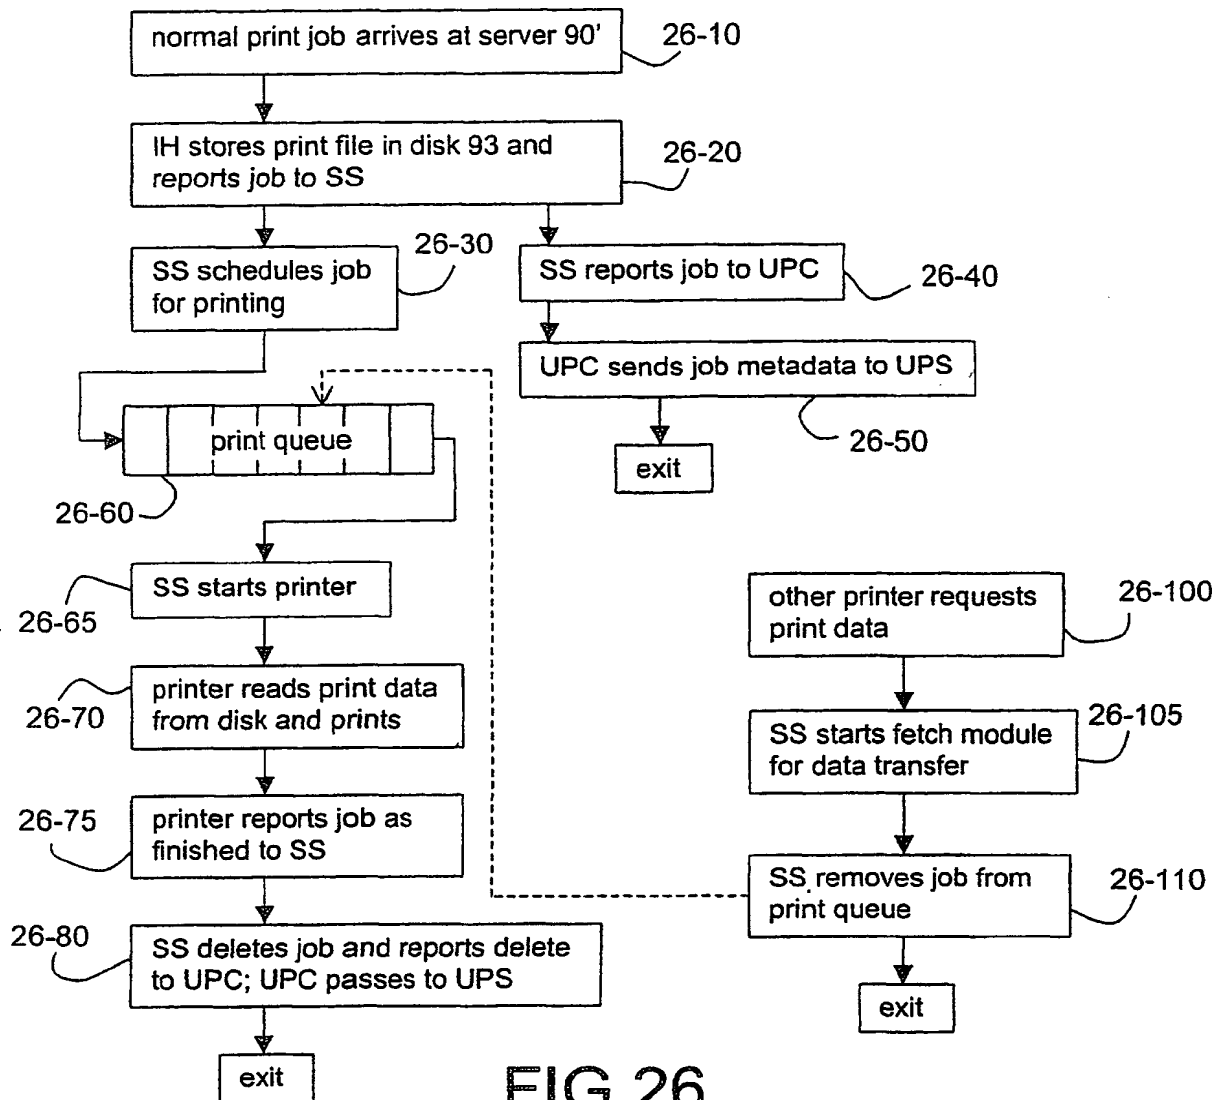 normal print job arrives at server 90'
26-10
IH stores print file in disk 93 and
reports job to SS
26-20
SS schedules job
for printing
26-30
SS reports job to UPC
26-40
UPC sends job metadata to UPS
26-50
exit
print queue
26-60
SS starts printer
26-65
printer reads print data
from disk and prints
26-70
printer reports job as
finished to SS
26-75
SS deletes job and reports delete
to UPC; UPC passes to UPS
26-80
exit
other printer requests
print data
26-100
SS starts fetch module
for data transfer
26-105
SS removes job from
print queue
26-110
exit
FIG 26